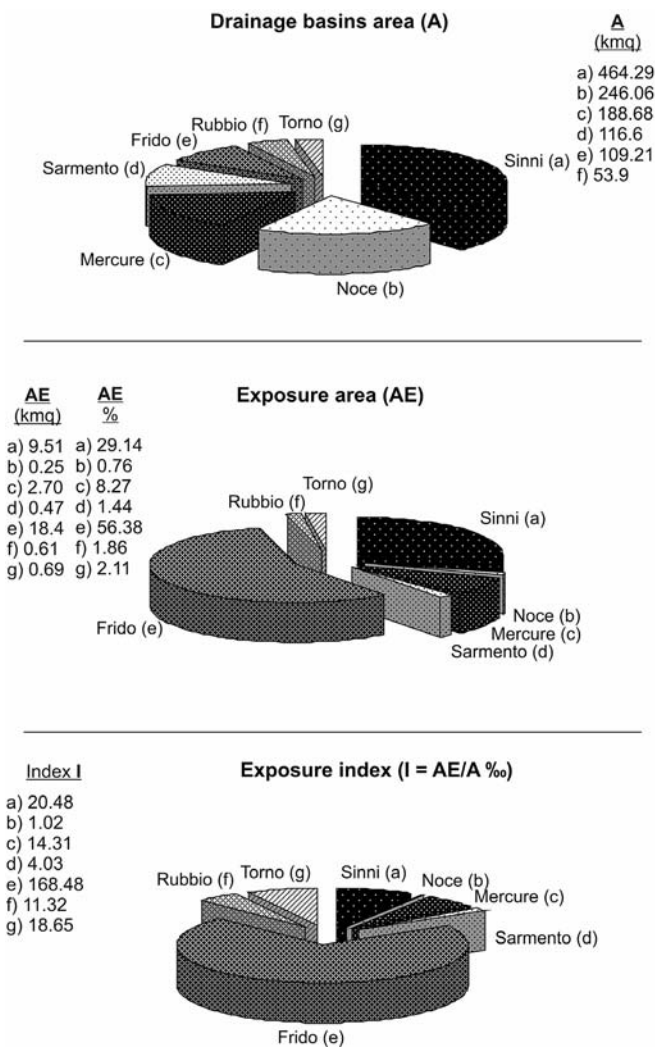 Drainage basins area (A)
A
(kmq)
a) 464.29
b) 246.06
c) 188.68
d) 116.6
e) 109.21
f) 53.9
Sinni (a)
Noce (b)
Mercure (c)
Sarmento (d)
Frido (e)
Rubbio (f)
Torno (g)
Exposure area (AE)
AE
(kmq)
a) 9.51
b) 0.25
c) 2.70
d) 0.47
e) 18.4
f) 0.61
g) 0.69
AE
%
a) 29.14
b) 0.76
c) 8.27
d) 1.44
e) 56.38
f) 1.86
g) 2.11
Sinni (a)
Noce (b)
Mercure (c)
Sarmento (d)
Frido (e)
Rubbio (f)
Torno (g)
Exposure index (I = AE/A ‰)
Index I
a) 20.48
b) 1.02
c) 14.31
d) 4.03
e) 168.48
f) 11.32
g) 18.65
Sinni (a)
Noce (b)
Mercure (c)
Sarmento (d)
Frido (e)
Rubbio (f)
Torno (g)